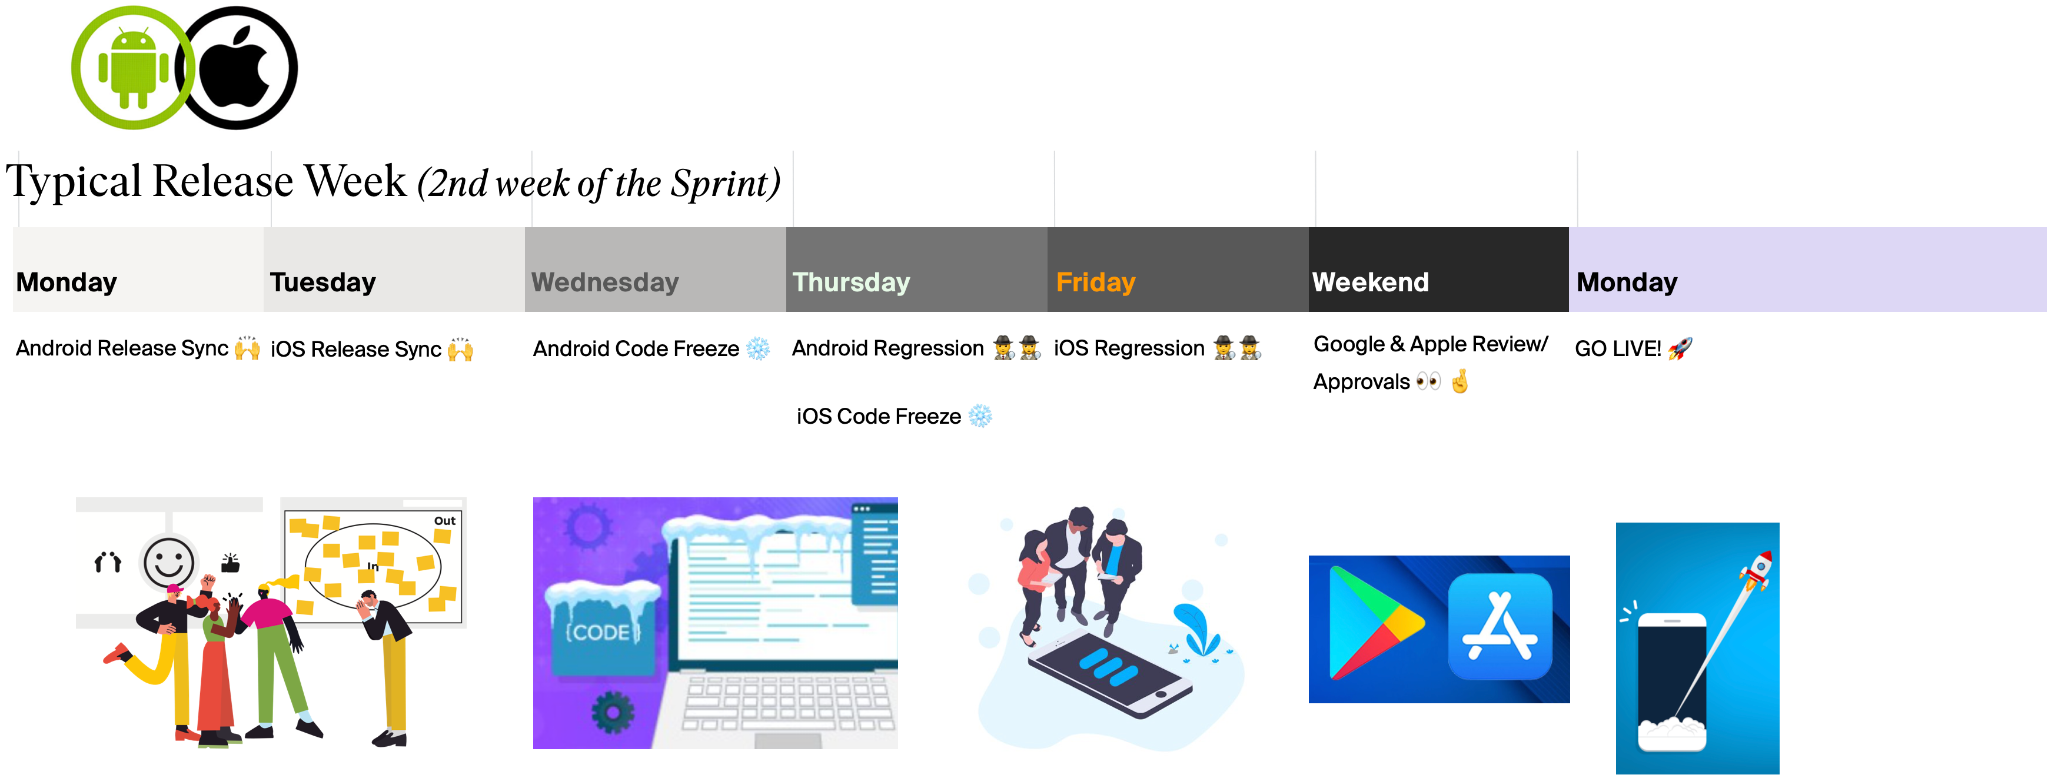 Typical Release Week (2nd week of the Sprint)
Monday
Tuesday
Wednesday
Thursday
Friday
Weekend
Monday
Android Release Sync 🙌
iOS Release Sync 🙌
Android Code Freeze ❄️
Android Regression 🕵️🕵️
iOS Code Freeze ❄️
iOS Regression 🕵️🕵️
Google & Apple Review/
Approvals 👀 🤞
GO LIVE! 🚀
Out
In
{CODE}